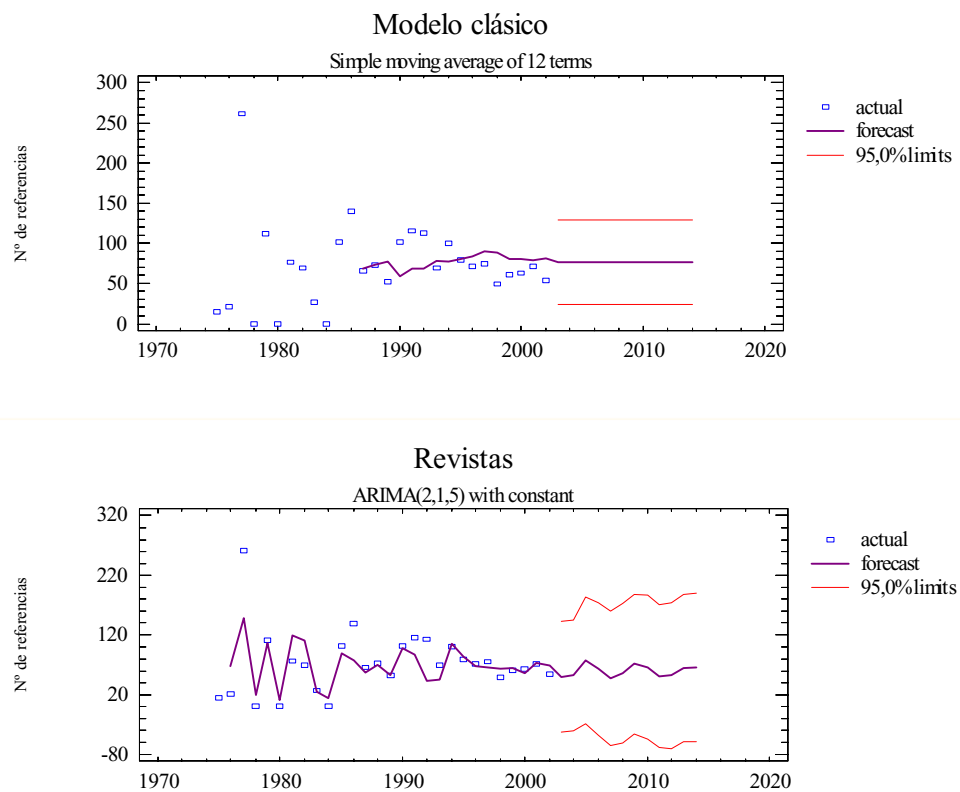 Modelo clásico
Simple moving average of 12 terms
Nº de referencias
300
250
200
150
100
50
0
1970 1980 1990 2000 2010 2020
actual
forecast
95,0%limits
Revistas
ARIMA(2,1,5) with constant
Nº de referencias
320
220
120
20
-80
1970 1980 1990 2000 2010 2020
actual
forecast
95,0%limits